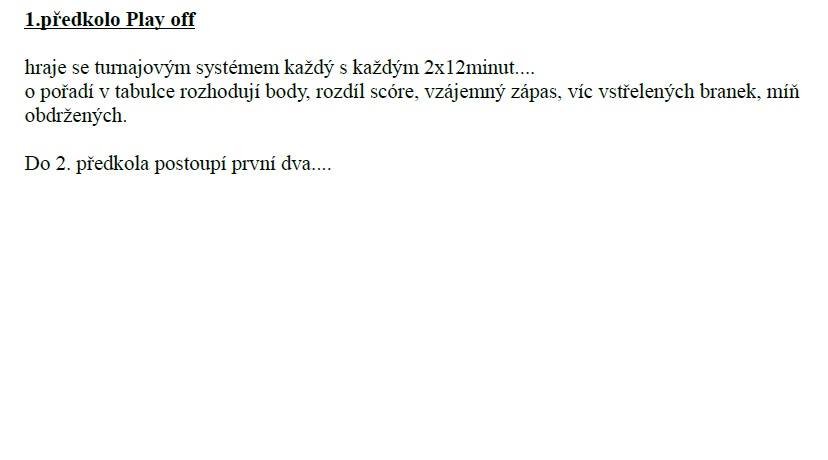 1.předkolo Play off
hraje se turnajovým systémem každý s každým 2x12minut....
o pořadí v tabulce rozhodují body, rozdíl scóre, vzájemný zápas, víc vstřelených branek, míň
obdržených.
Do 2. předkola postoupí první dva....